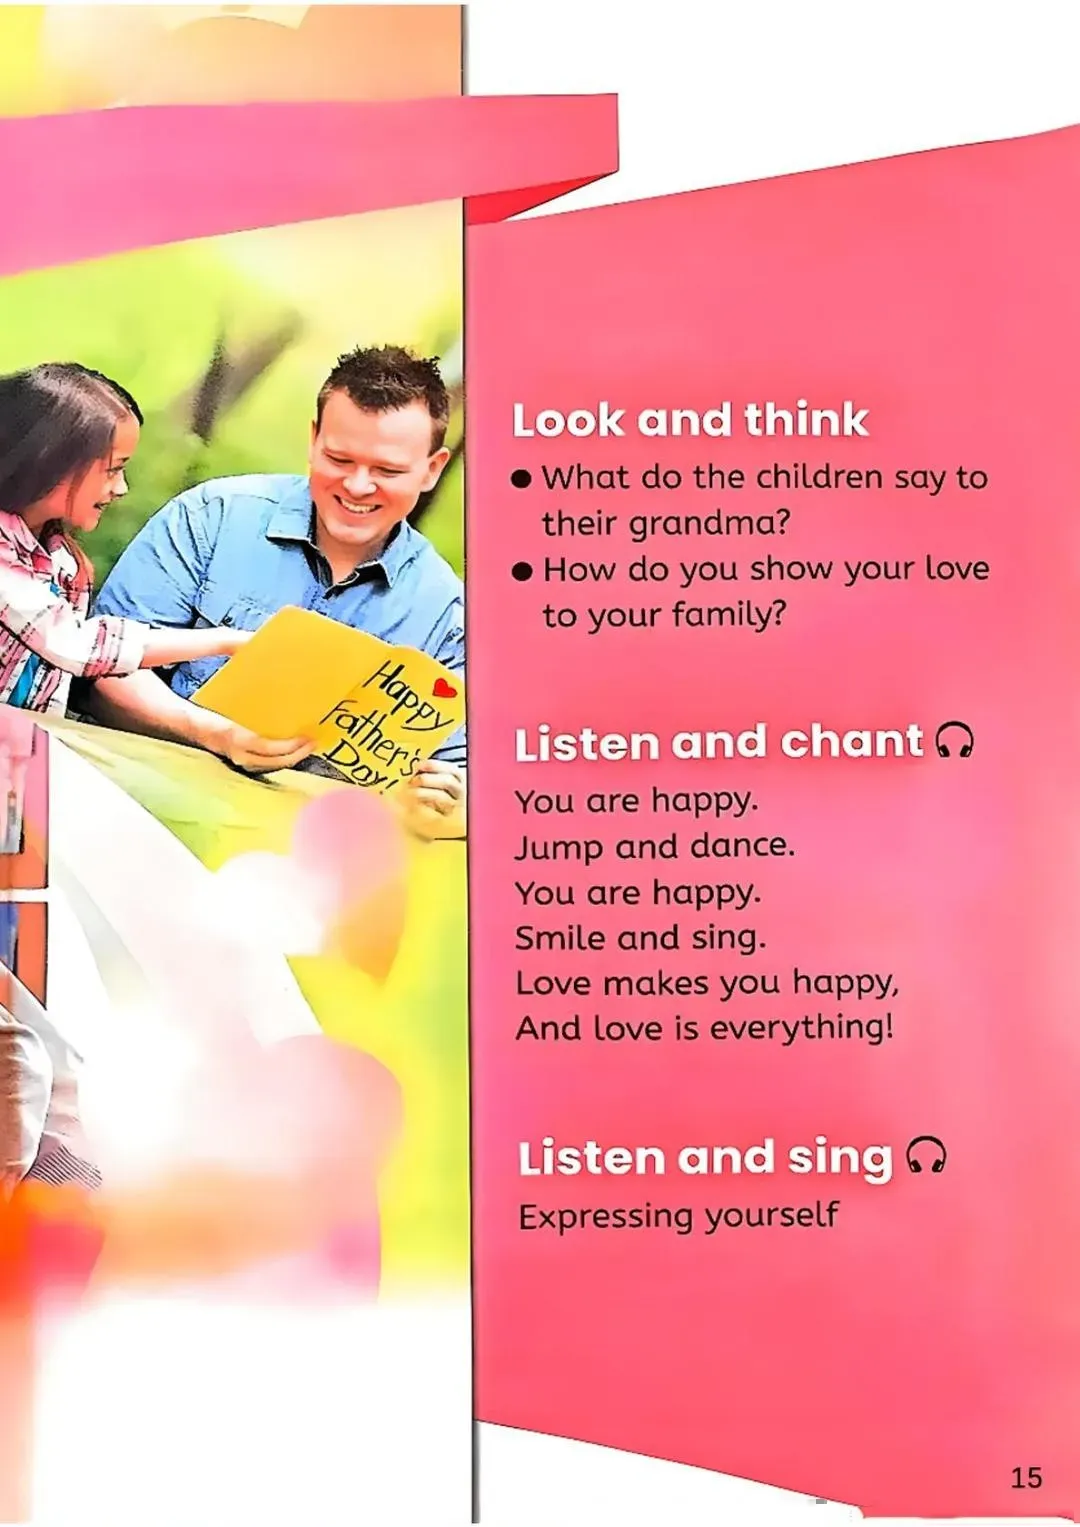 Happy
Father's
Day!
Look and think
● What do the children say to
their grandma?
● How do you show your love
to your family?
Listen and chant
You are happy.
Jump and dance.
You are happy.
Smile and sing.
Love makes you happy,
And love is everything!
Listen and sing
Expressing yourself
15